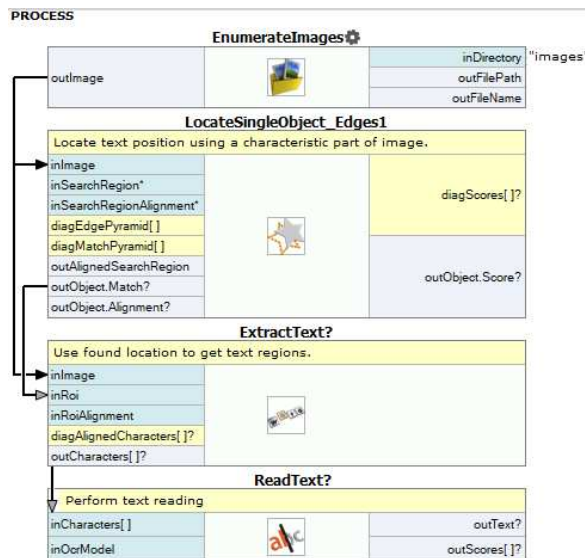 PROCESS
EnumerateImages
outImage
inDirectory "images"
outFilePath
outFileName
LocateSingleObject_Edges1
Locate text position using a characteristic part of image.
inImage
inSearchRegion*
inSearchRegionAlignment*
diagEdgePyramid[ ]
diagMatchPyramid[ ]
outAlignedSearchRegion
outObject.Match?
outObject.Alignment?
diagScores[ ]?
outObject.Score?
ExtractText?
Use found location to get text regions.
inImage
inRoi
inRoiAlignment
diagAlignedCharacters[ ]?
outCharacters[ ]?
ReadText?
Perform text reading
inCharacters[ ]
inOcrModel
abc
outText?
outScores[ ]?